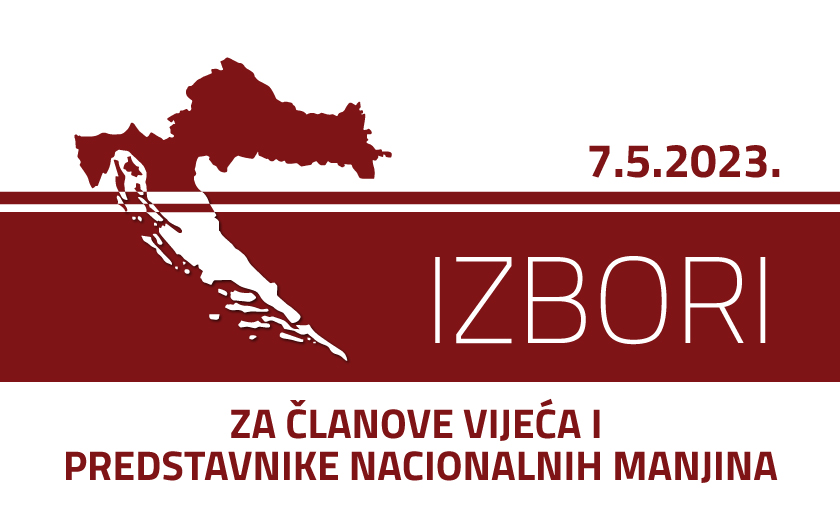 7.5.2023.
IZBORI
ZA ČLANOVE VIJEĆA I
PREDSTAVNIKE NACIONALNIH MANJINA